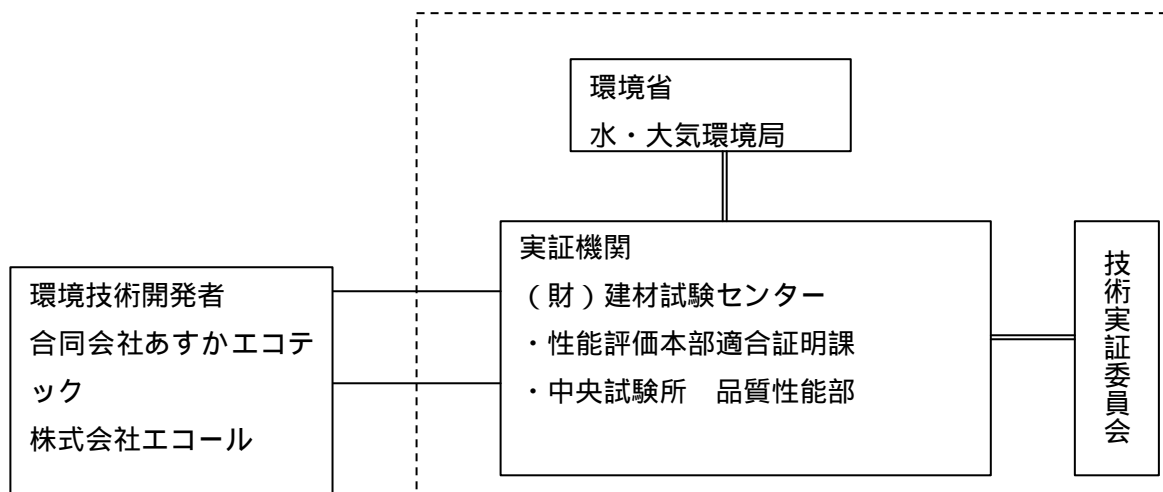 環境省
水・大気環境局
実証機関
（財）建材試験センター
・性能評価本部適合証明課
・中央試験所　品質性能部
技術実証委員会
環境技術開発者
合同会社あすかエコテ
ック
株式会社エコール